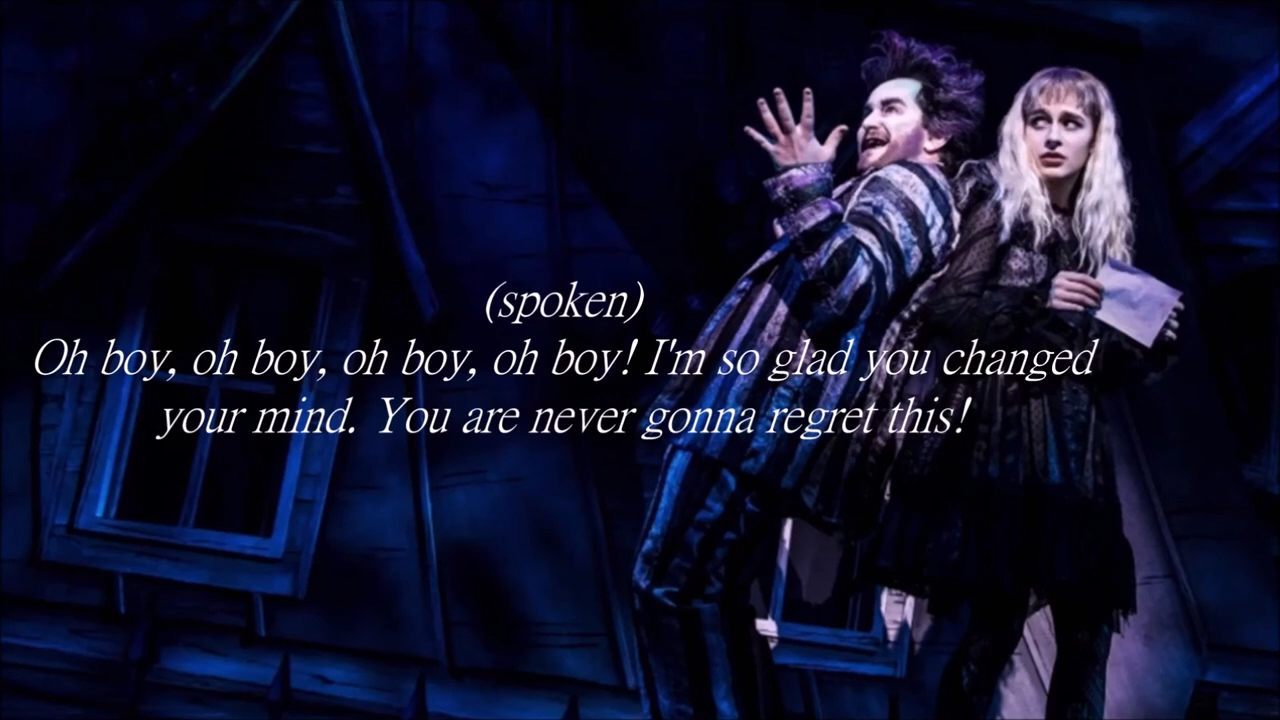 (spoken)
Oh boy, oh boy, oh boy, oh boy! I'm so glad you changed
your mind. You are never gonna regret this!